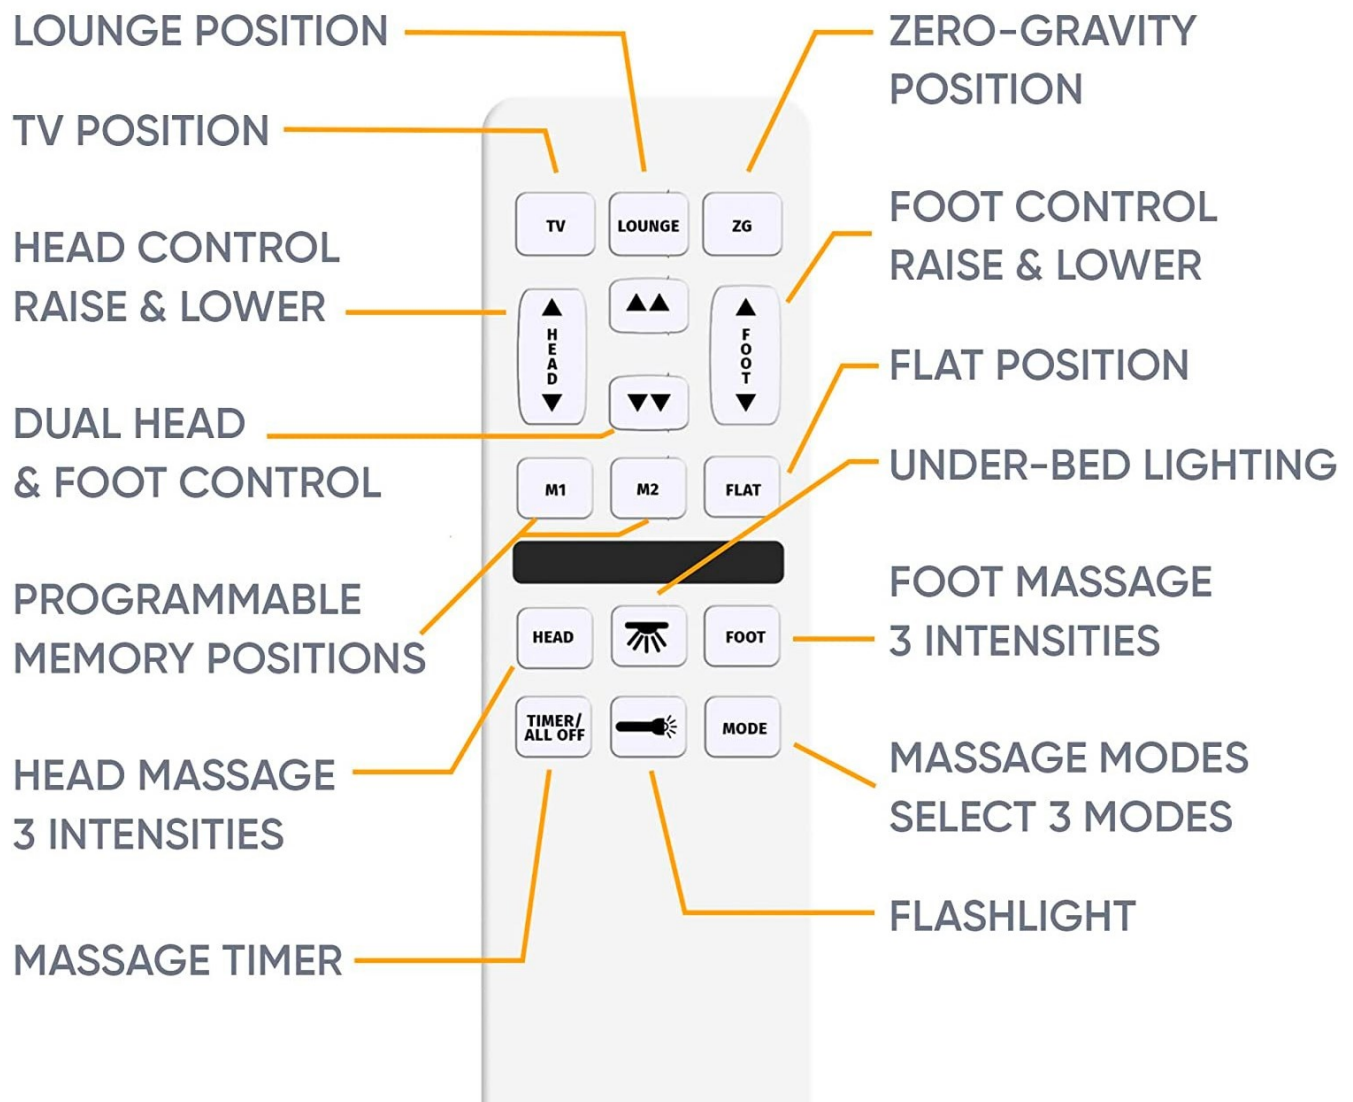 LOUNGE POSITION
TV POSITION
HEAD CONTROL
RAISE & LOWER
DUAL HEAD
& FOOT CONTROL
PROGRAMMABLE
MEMORY POSITIONS
HEAD MASSAGE
3 INTENSITIES
MASSAGE TIMER
TV
LOUNGE
ZG
HEAD
FOOT
M1
M2
FLAT
HEAD
FOOT
TIMER/
ALL OFF
MODE
ZERO-GRAVITY
POSITION
FOOT CONTROL
RAISE & LOWER
FLAT POSITION
UNDER-BED LIGHTING
FOOT MASSAGE
3 INTENSITIES
MASSAGE MODES
SELECT 3 MODES
FLASHLIGHT